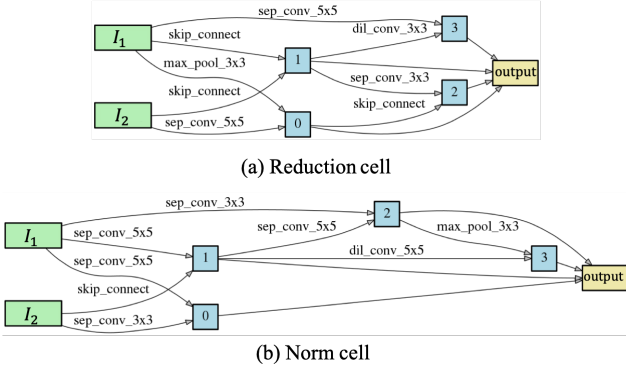 sep_conv_5x5
3
I₁
skip_connect
dil_conv_3x3
1
max_pool_3x3
sep_conv_3x3
output
skip_connect
2
skip_connect
I₂
sep_conv_5x5
0
(a) Reduction cell
sep_conv_3x3
2
I₁
sep_conv_5x5
sep_conv_5x5
max_pool_3x3
sep_conv_5x5
1
dil_conv_5x5
3
skip_connect
output
I₂
sep_conv_3x3
0
(b) Norm cell